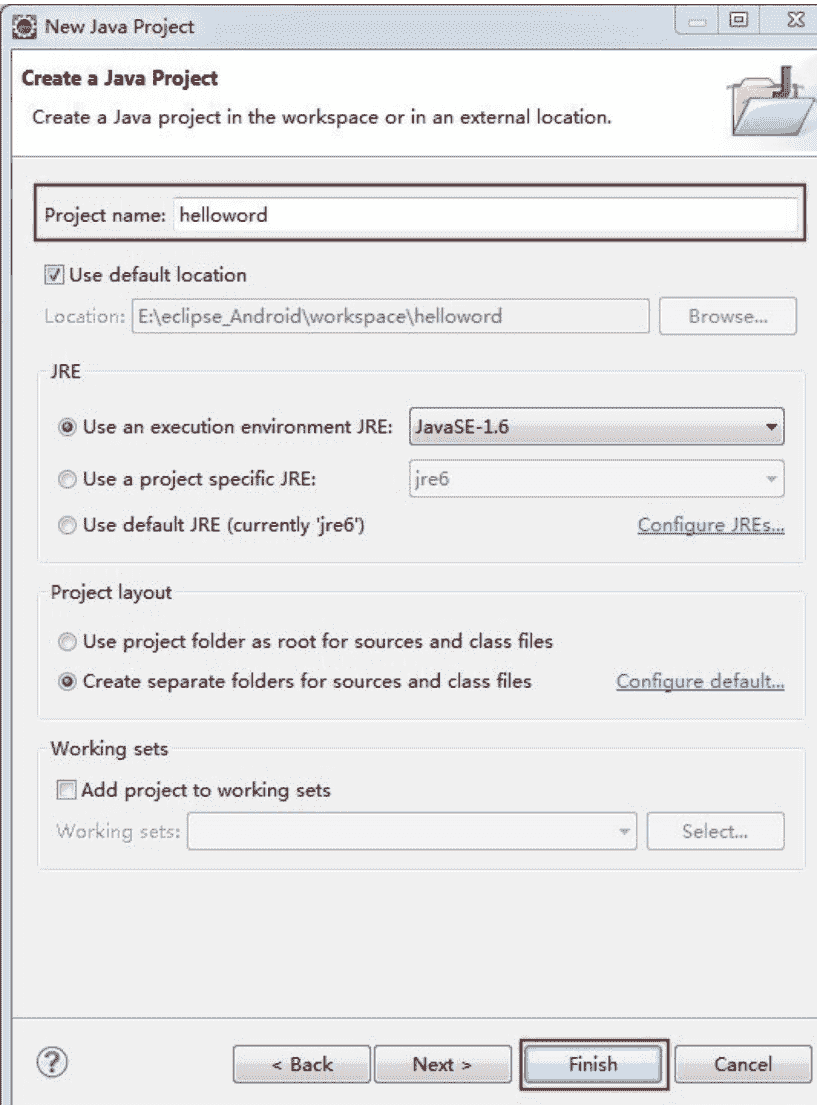 New Java Project
Create a Java Project
Create a Java project in the workspace or in an external location.
Project name: helloword
Use default location
Location: E:\eclipse_Android\workspace\helloword Browse...
JRE
Use an execution environment JRE: JavaSE-1.6
Use a project specific JRE: jre6
Use default JRE (currently 'jre6') Configure JREs...
Project layout
Use project folder as root for sources and class files
Create separate folders for sources and class files Configure default...
Working sets
Add project to working sets
Working sets: Select...
? < Back Next > Finish Cancel